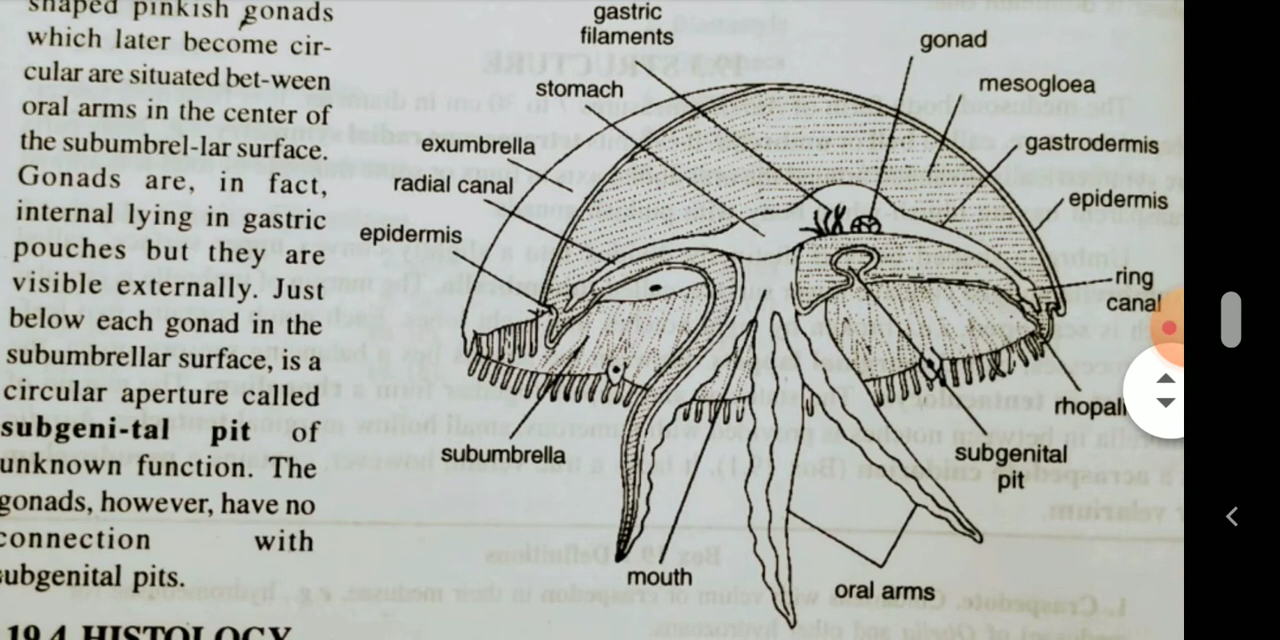 shaped pinkish gonads
which later become cir-
cular are situated bet-ween
oral arms in the center of
the subumbrel-lar surface.
Gonads are, in fact,
internal lying in gastric
pouches but they are
visible externally. Just
below each gonad in the
subumbrellar surface, is a
circular aperture called
subgeni-tal pit of
unknown function. The
gonads, however, have no
connection with
subgenital pits.
19.4 HISTOLOGY
gastric
filaments
gonad
stomach
mesogloea
exumbrella
gastrodermis
radial canal
epidermis
epidermis
ring
canal
rhopali
subumbrella
subgenital
pit
mouth
oral arms